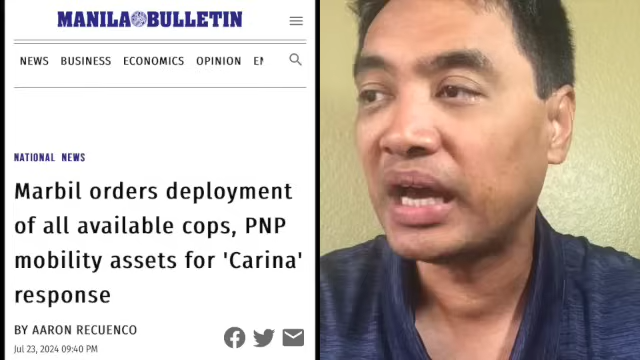 MANILA BULLETIN
NEWS BUSINESS ECONOMICS OPINION
NATIONAL NEWS
Marbil orders deployment
of all available cops, PNP
mobility assets for 'Carina'
response
BY AARON RECUENCO
Jul 23, 2024 09:40 PM